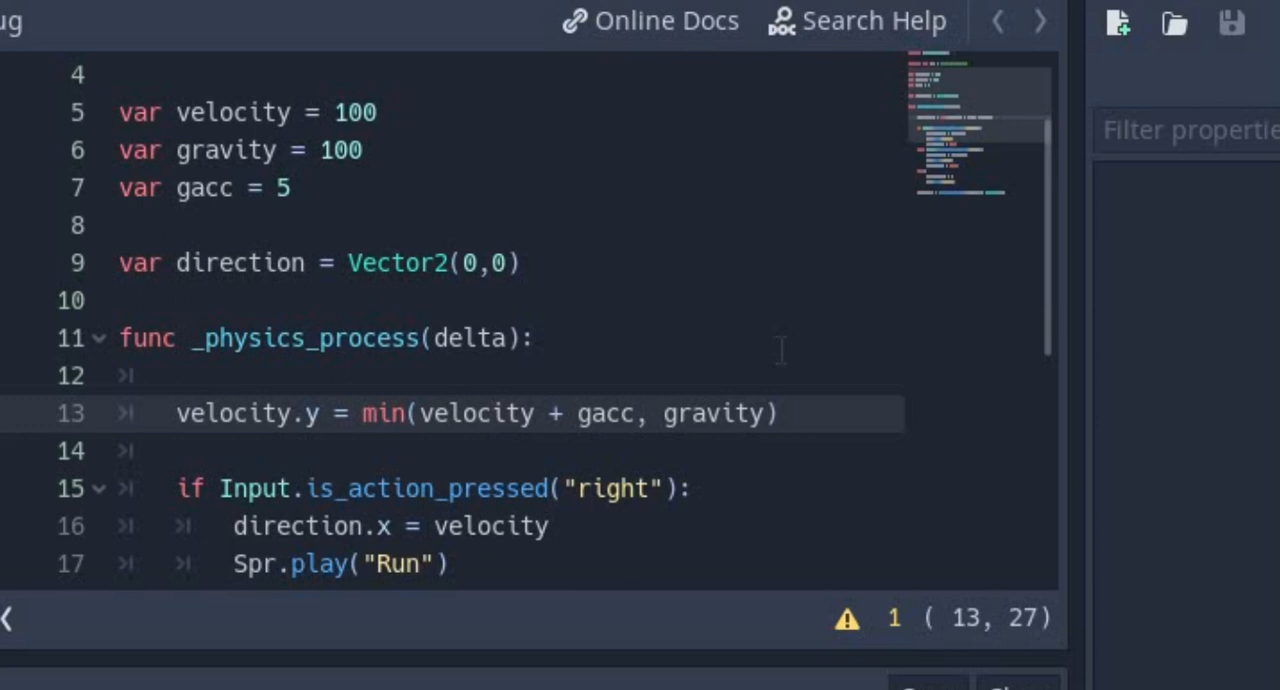 ug Online Docs Search Help
4
5 var velocity = 100
6 var gravity = 100
7 var gacc = 5
8
9 var direction = Vector2(0,0)
10
11 func _physics_process(delta):
12
13 velocity.y = min(velocity + gacc, gravity)
14
15 if Input.is_action_pressed("right"):
16 direction.x = velocity
17 Spr.play("Run")
1 ( 13, 27)
Filter propertie